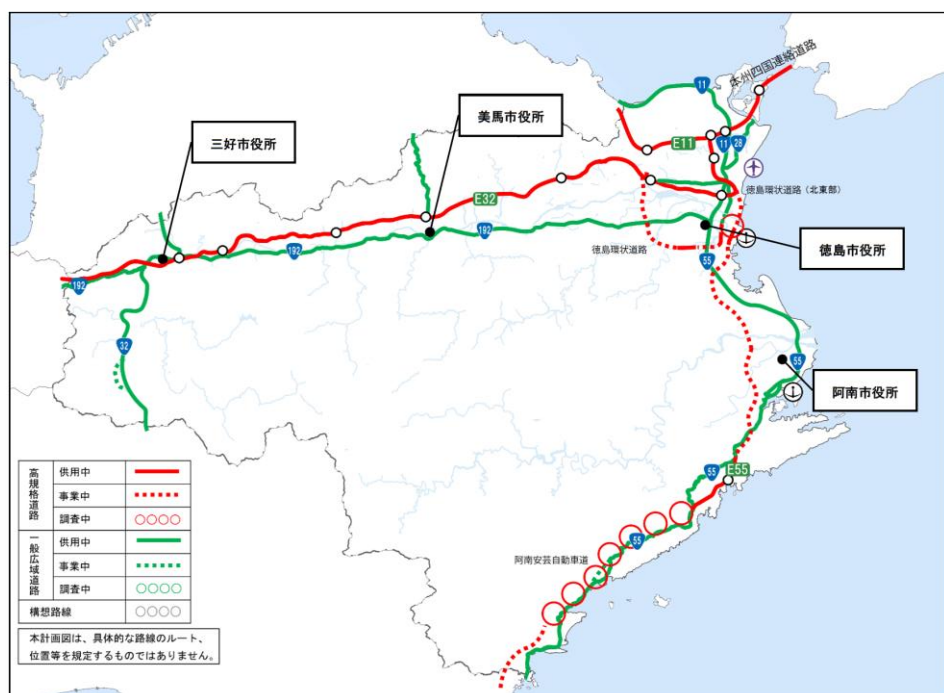 本州四国連絡道路
11
美馬市役所
三好市役所
E11
11
28
徳島環状道路（北東部）
E32
192
192
徳島環状道路
徳島市役所
55
192
32
55
阿南市役所
55
E55
55
阿南安芸自動車道
高規格道路
供用中
事業中
調査中
一般広域道路
供用中
事業中
調査中
構想路線
本計画図は、具体的な路線のルート、
位置等を規定するものではありません。